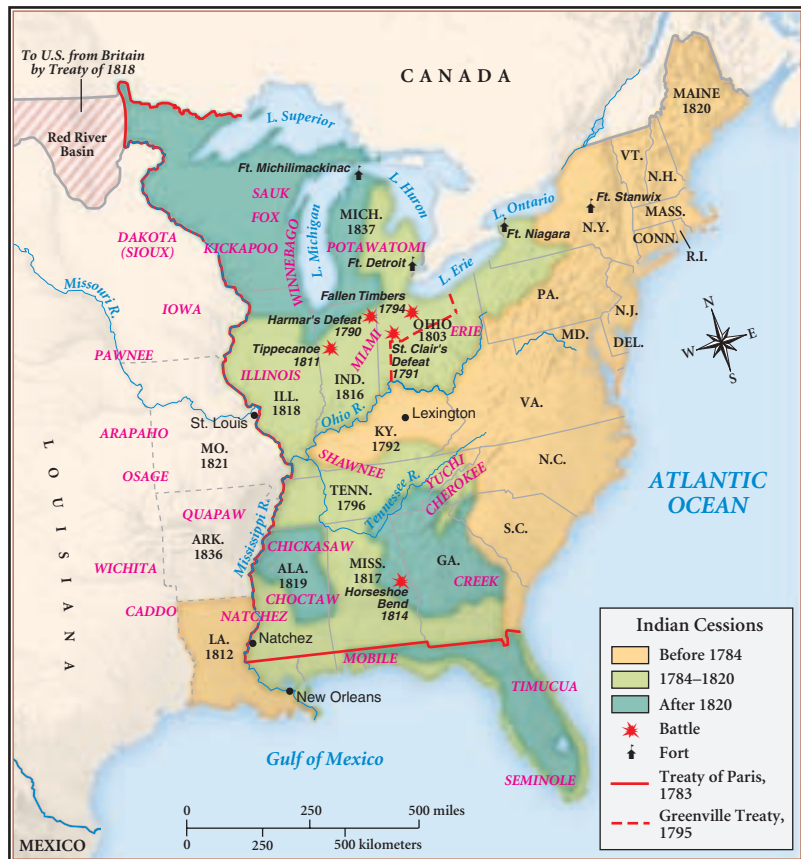 To U.S. from Britain
by Treaty of 1818
CANADA
MAINE
1820
Red River
Basin
L. Superior
Ft. Michilimackinac
L. Huron
VT.
N.H.
SAUK
FOX
MICH.
1837
L. Ontario
Ft. Stanwix
MASS.
DAKOTA
(SIOUX)
KICKAPOO
WINNEBAGO
L. Michigan
POTAWATOMI
Ft. Niagara
N.Y.
CONN.
R.I.
Ft. Detroit
L. Erie
Missouri R.
IOWA
Fallen Timbers
1794
PA.
N.J.
Harmar's Defeat
1790
OHIO
1803
ERIE
MD.
DEL.
N
W
E
S
PAWNEE
Tippecanoe
1811
MIAMI
St. Clair's
Defeat
1791
ILLINOIS
IND.
1816
ILL.
1818
Ohio R.
Lexington
VA.
St. Louis
KY.
1792
ARAPAHO
MO.
1821
SHAWNEE
YUCHI
CHEROKEE
N.C.
LOUISIANA
OSAGE
TENN.
1796
Tennessee R.
ATLANTIC
OCEAN
QUAPAW
Mississippi R.
S.C.
ARK.
1836
CHICKASAW
WICHITA
ALA.
1819
MISS.
1817
GA.
CREEK
CADDO
CHOCTAW
Horseshoe
Bend
1814
NATCHEZ
LA.
1812
Natchez
MOBILE
New Orleans
TIMUCUA
Gulf of Mexico
SEMINOLE
Indian Cessions
Before 1784
1784–1820
After 1820
Battle
Fort
Treaty of Paris,
1783
Greenville Treaty,
1795
0 250 500 miles
0 250 500 kilometers
MEXICO